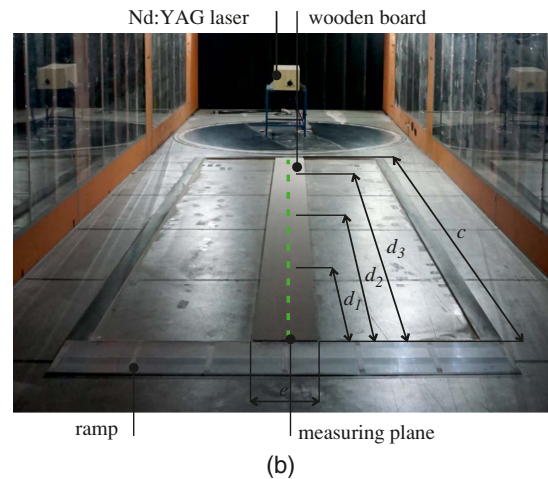 Nd:YAG laser
wooden board
c
d3
d2
d1
e
ramp
measuring plane
(b)